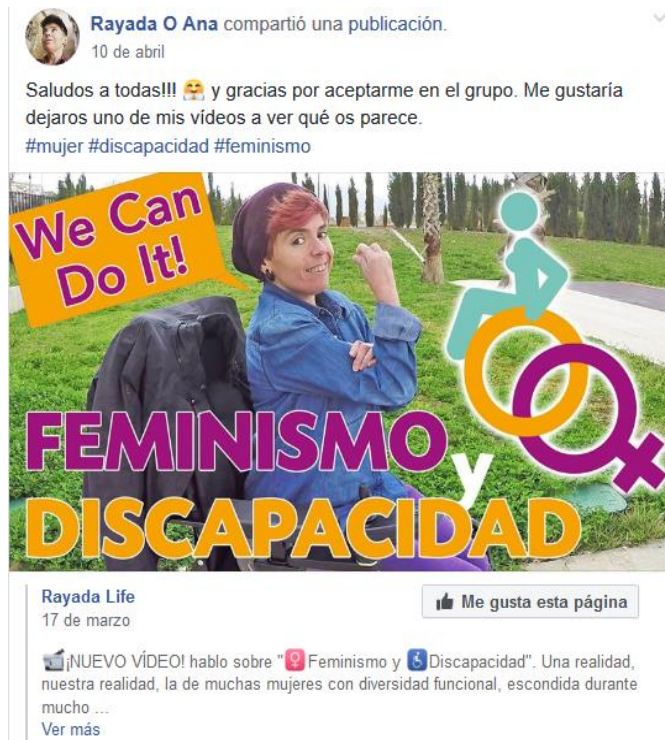 Rayada O Ana compartió una publicación.
10 de abril
Saludos a todas!!! 🤗 y gracias por aceptarme en el grupo. Me gustaría
dejaros uno de mis vídeos a ver qué os parece.
#mujer #discapacidad #feminismo
We Can
Do It!
FEMINISMO
y
DISCAPACIDAD
Rayada Life
Me gusta esta página
17 de marzo
🎬¡NUEVO VÍDEO! hablo sobre "🚺Feminismo y ♿Discapacidad". Una realidad,
nuestra realidad, la de muchas mujeres con diversidad funcional, escondida durante
mucho ...
Ver más